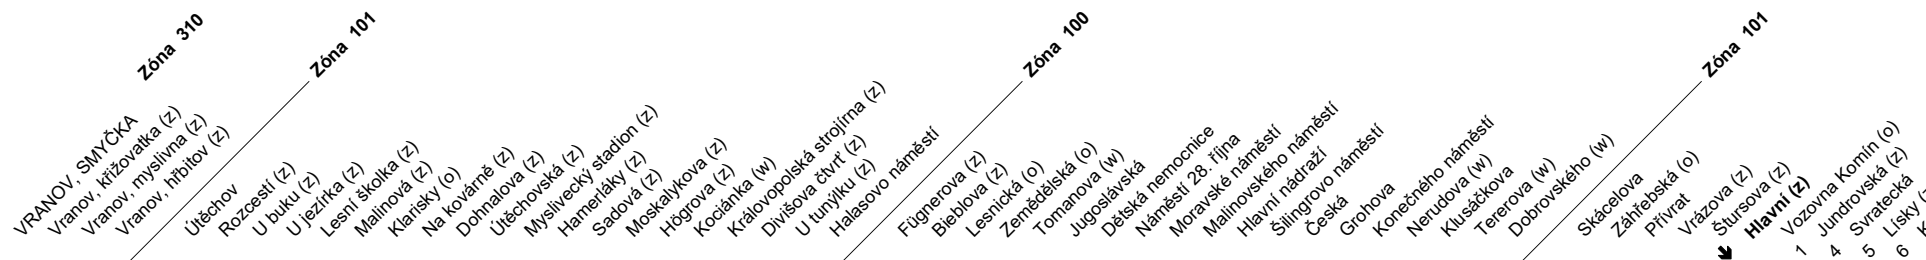 Zóna 310
VRANOV, SMYČKA
Vranov, křižovatka (z)
Vranov, myslivna (z)
Vranov, hřbitov (z)
Zóna 101
Útěchov
Rozcestí (z)
U buku (z)
U jezírka (z)
Lesní školka (z)
Malinová (z)
Klarisky (o)
Na kovárně (z)
Dohnalova (z)
Útěchovská (z)
Myslivecký stadion (z)
Hamerláky (z)
Sadová (z)
Moskalykova (z)
Högrova (z)
Kociánka (w)
Královopolská strojírna (z)
Divišova čtvrť (z)
U tunýlku (z)
Halasovo náměstí
Zóna 100
Fügnerova (z)
Bieblova (z)
Lesnická (o)
Zemědělská (o)
Tomanova (w)
Jugoslávská
Dětská nemocnice
Náměstí 28. října
Moravské náměstí
Malinovského náměstí
Hlavní nádraží
Šilingrovo náměstí
Česká
Grohova
Konečného náměstí
Nerudova (w)
Klusáčkova
Tererova (w)
Dobrovského (w)
Zóna 101
Skácelova
Záhřebská (o)
Přívrat
Vrázova (z)
Štursova (z)
Hlavní (z)
1 Vozovna Komín (o)
4 Jundrovská (z)
5 Svratecká
6 Lísky